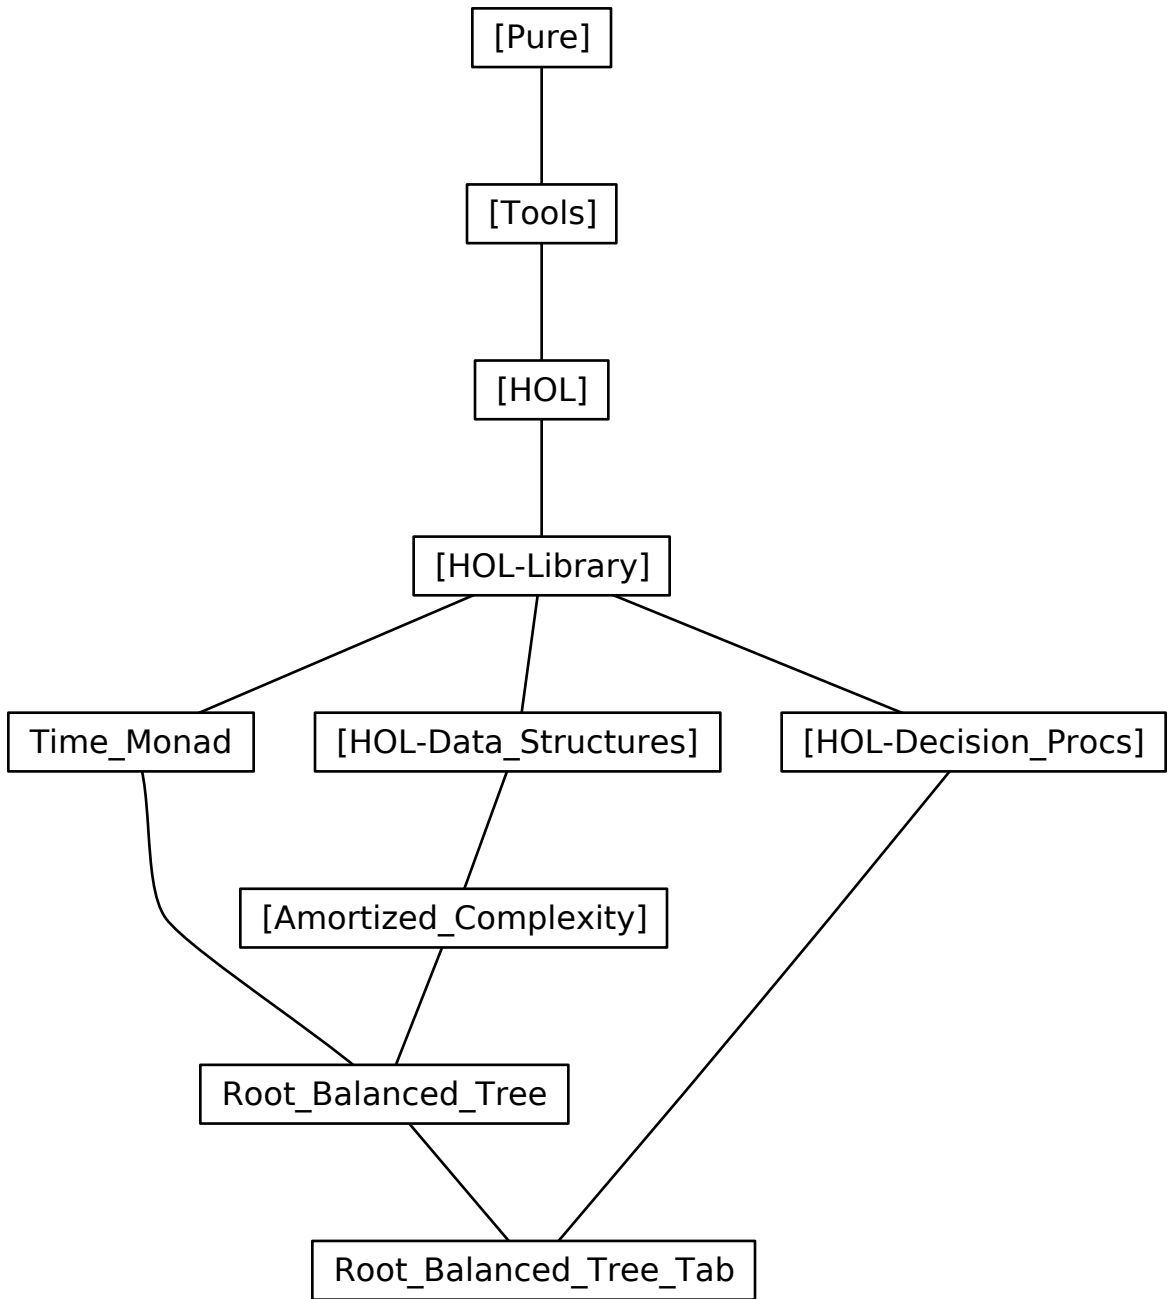 [Pure]
[Tools]
[HOL]
[HOL-Library]
Time_Monad
[HOL-Data_Structures]
[HOL-Decision_Procs]
[Amortized_Complexity]
Root_Balanced_Tree
Root_Balanced_Tree_Tab